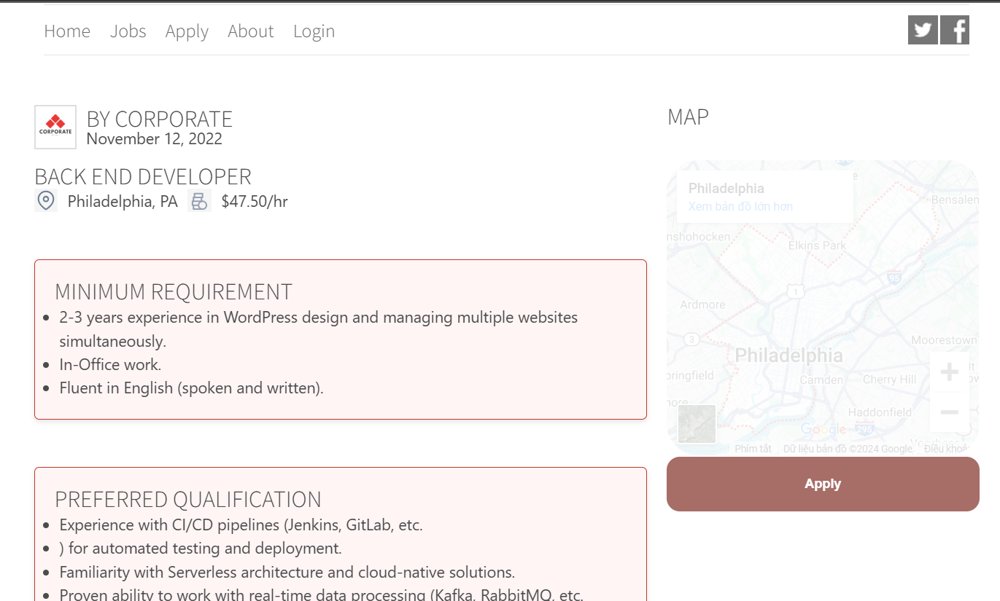 Home Jobs Apply About Login
CORPORATE
BY CORPORATE
November 12, 2022
BACK END DEVELOPER
Philadelphia, PA $47.50/hr
MINIMUM REQUIREMENT
2-3 years experience in WordPress design and managing multiple websites
simultaneously.
In-Office work.
Fluent in English (spoken and written).
PREFERRED QUALIFICATION
Experience with CI/CD pipelines (Jenkins, GitLab, etc.
) for automated testing and deployment.
Familiarity with Serverless architecture and cloud-native solutions.
Proven ability to work with real-time data processing (Kafka, RabbitMQ, etc.
MAP
Philadelphia
Xem bản đồ lớn hơn
Bensalem
nshohocken
Elkins Park
95
1
Ardmore
3
Moorestown
Philadelphia
pringfield
Camden
Cherry Hill
Haddonfield
Google
295
Phím tắt
Dữ liệu bản đồ ©2024 Google
Điều khoả
Apply